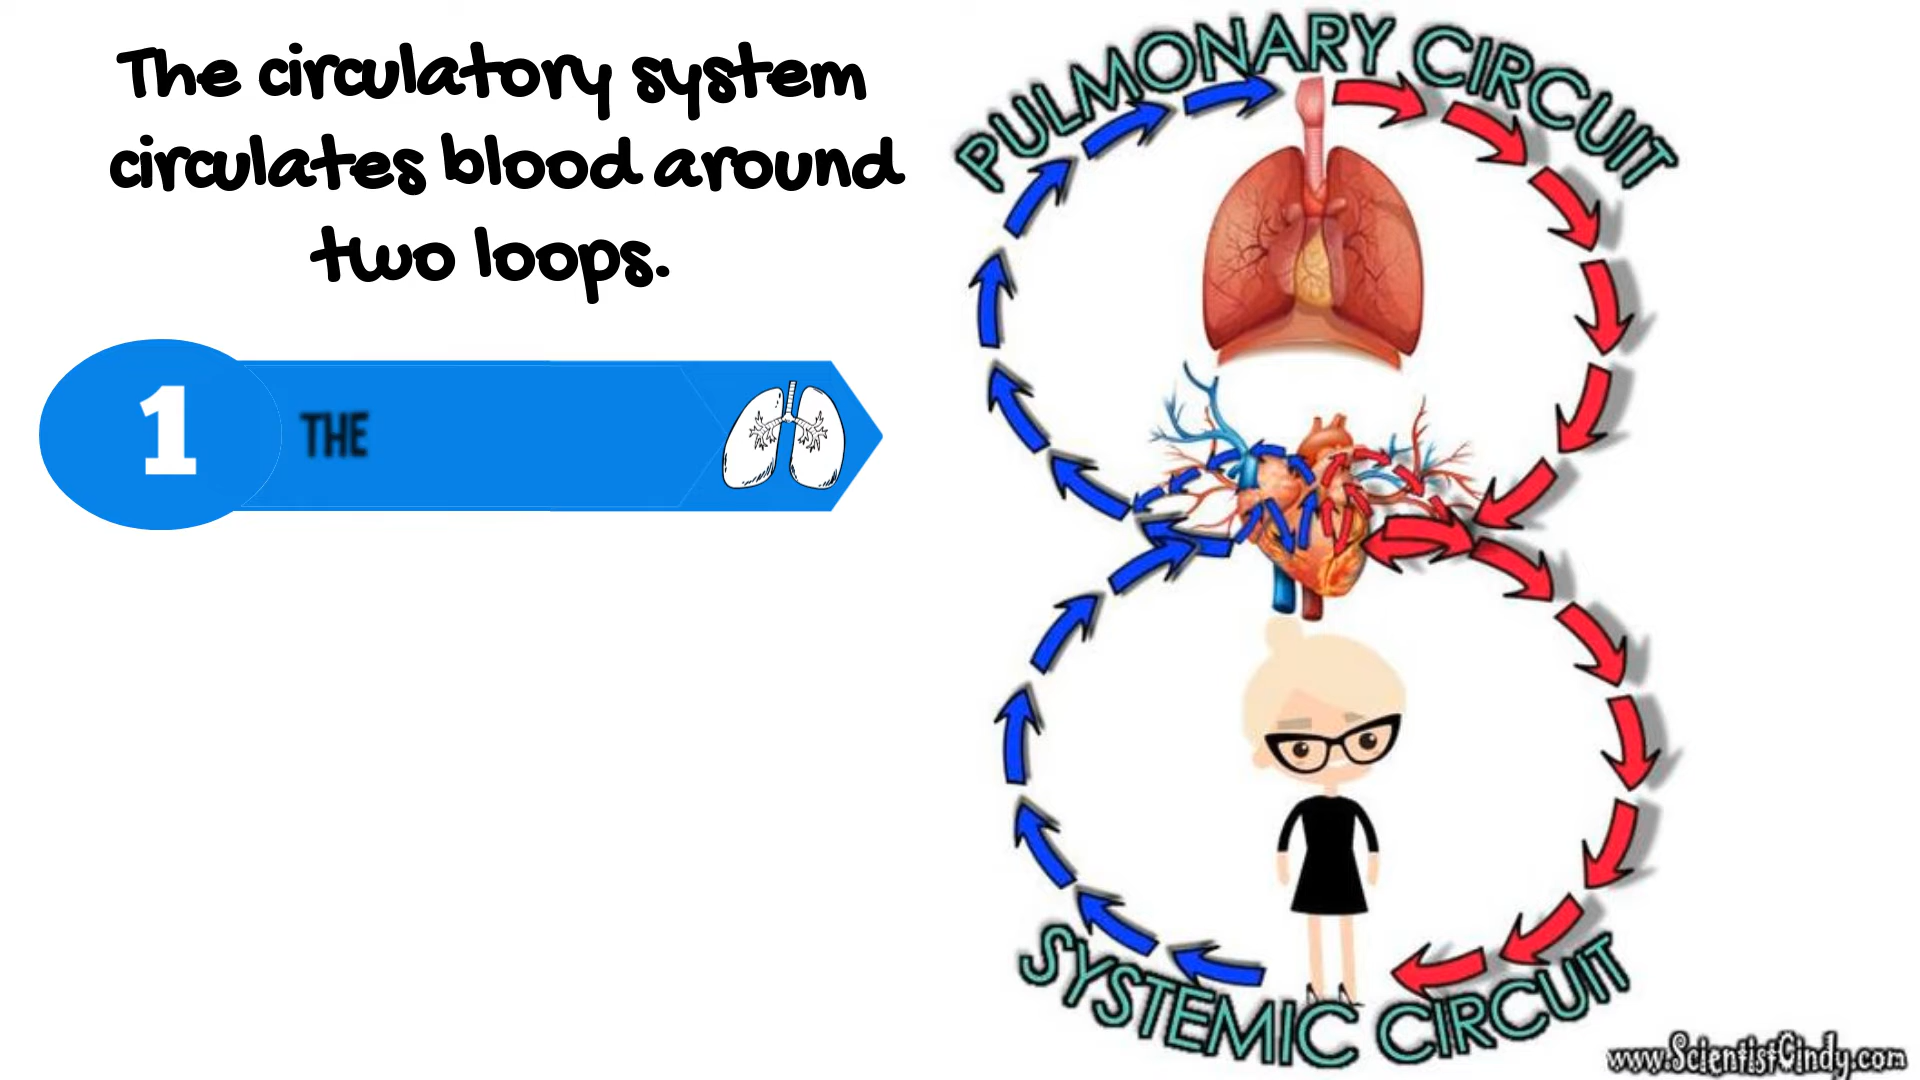 The circulatory system
circulates blood around
two loops.
1 THE
PULMONARY CIRCUIT
SYSTEMIC CIRCUIT
www.ScientistCindy.com